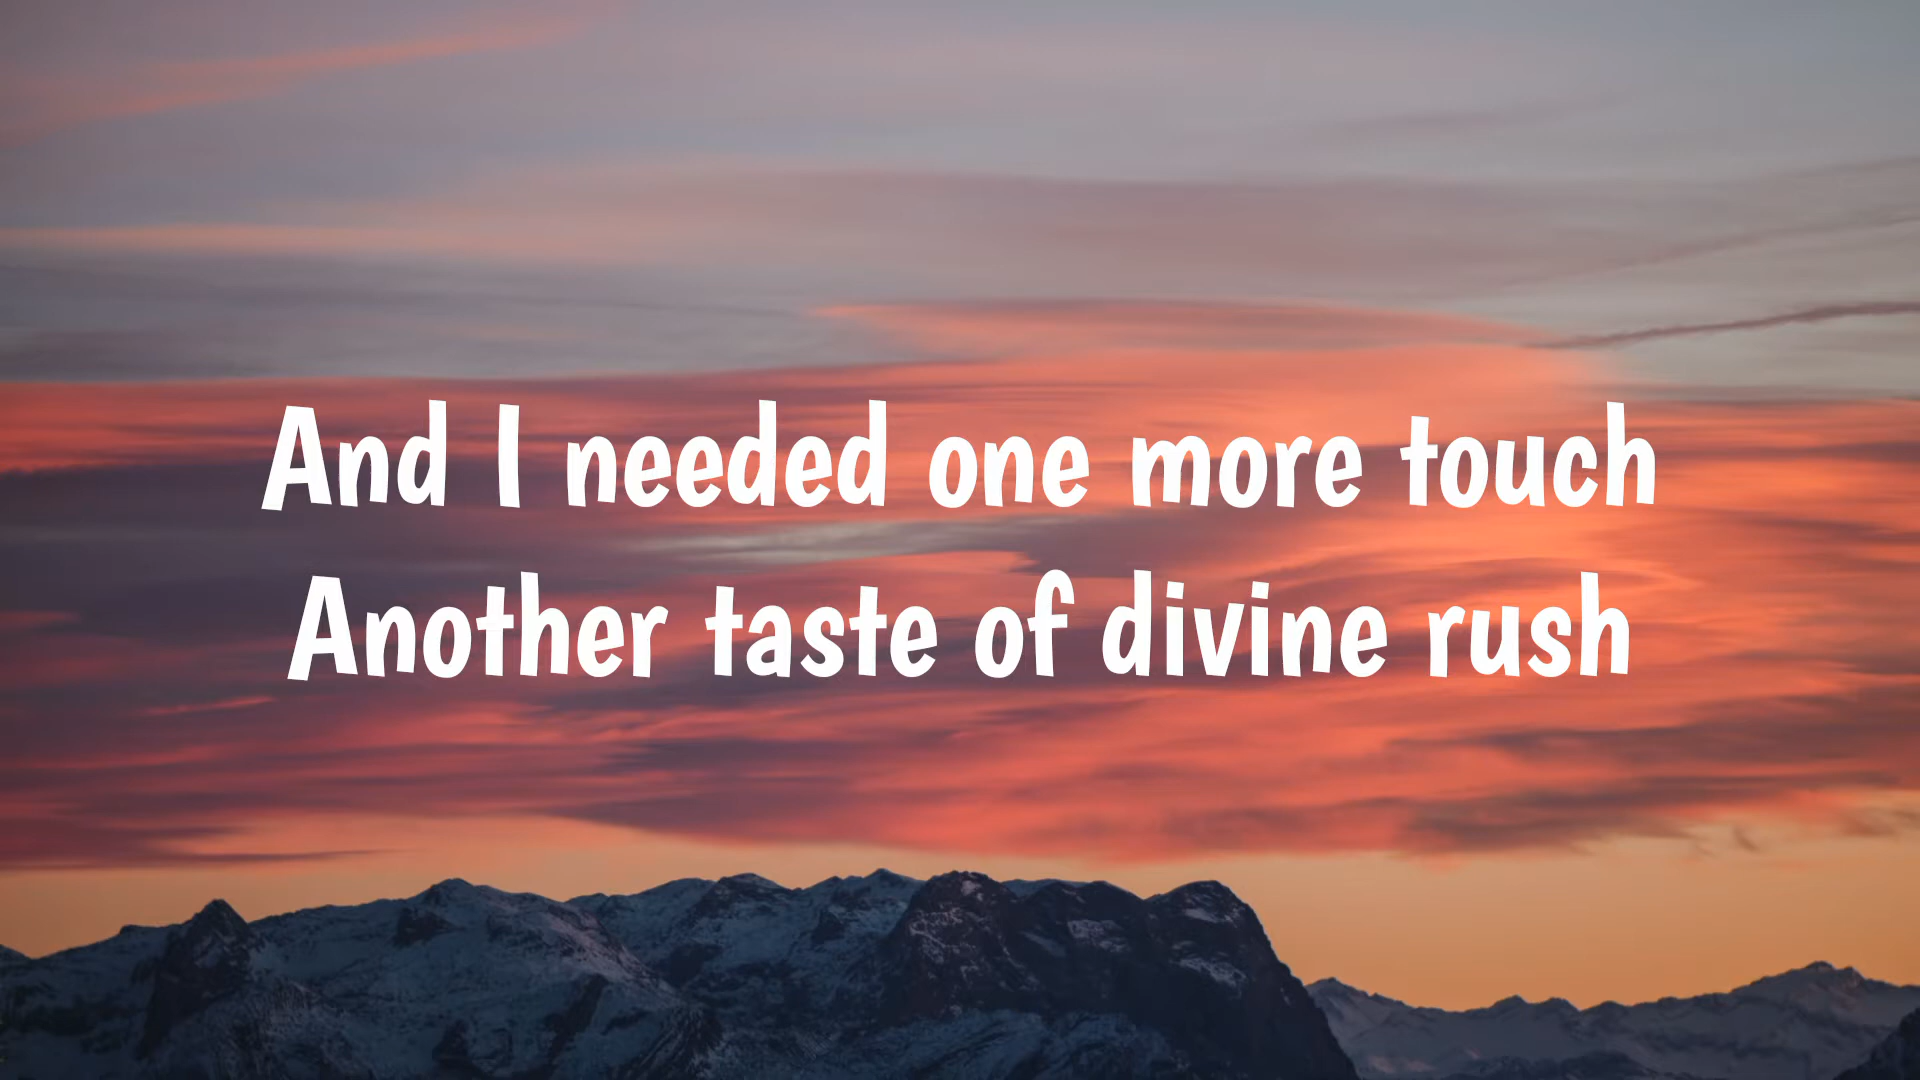 And I needed one more touch
Another taste of divine rush